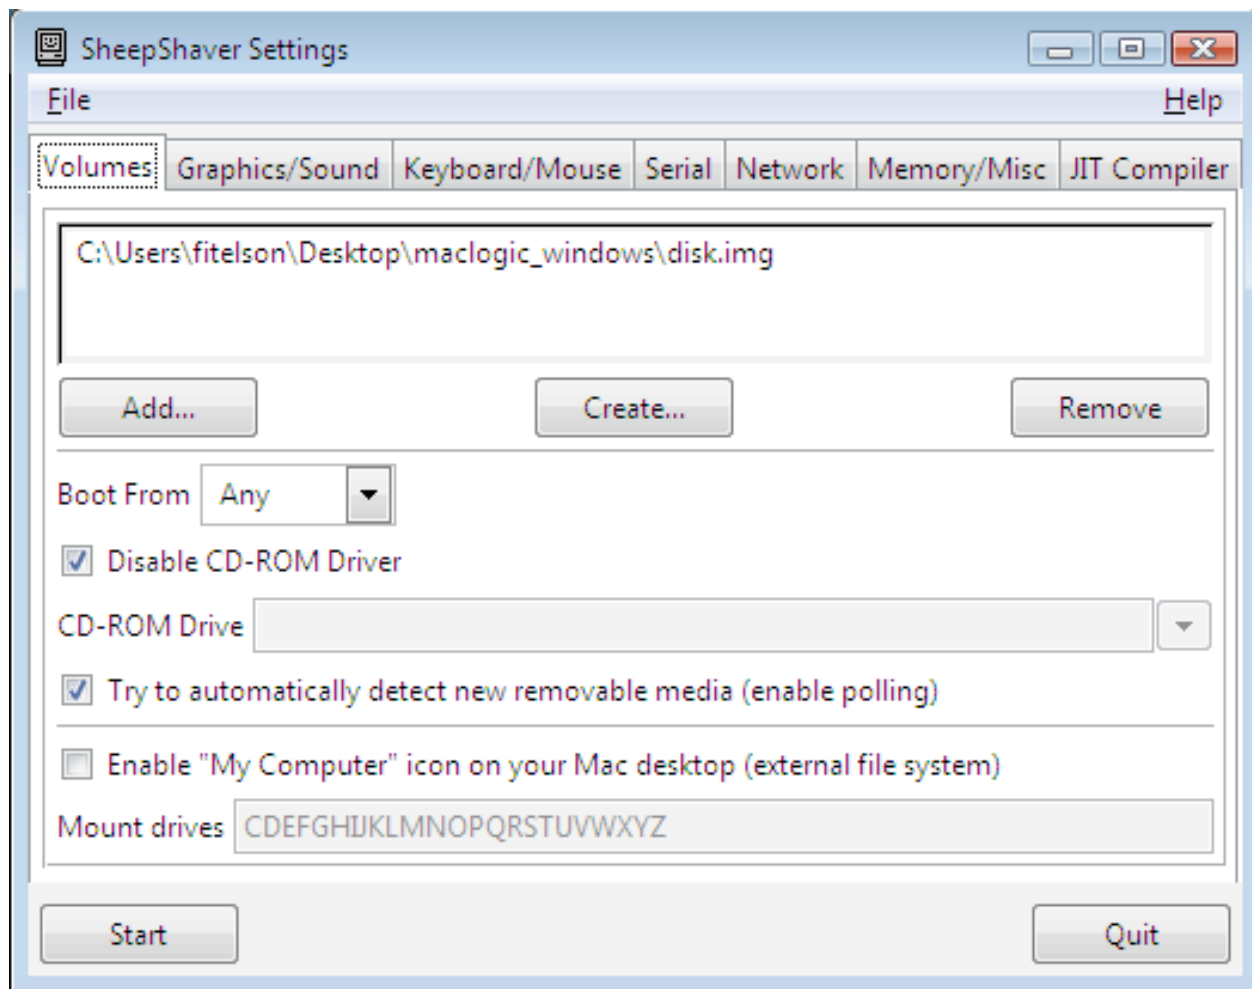 SheepShaver Settings
File Help
Volumes Graphics/Sound Keyboard/Mouse Serial Network Memory/Misc JIT Compiler
C:\Users\fitelson\Desktop\maclogic_windows\disk.img
Add... Create... Remove
Boot From Any
Disable CD-ROM Driver
CD-ROM Drive
Try to automatically detect new removable media (enable polling)
Enable "My Computer" icon on your Mac desktop (external file system)
Mount drives CDEFGHIJKLMNOPQRSTUVWXYZ
Start Quit